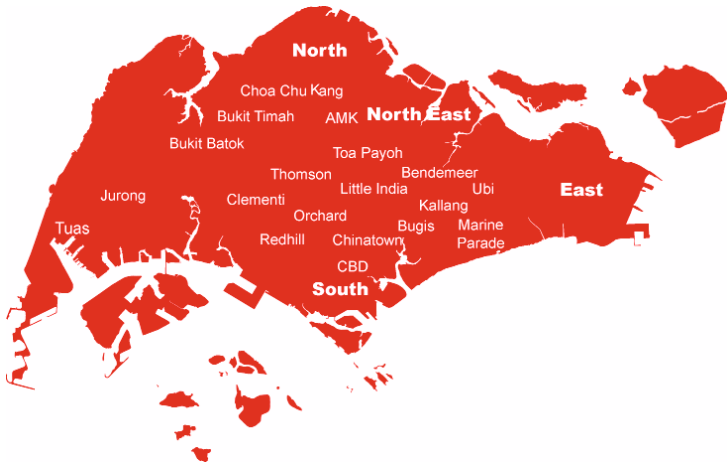 North
Choa Chu Kang
Bukit Timah
AMK
North East
Bukit Batok
Toa Payoh
Thomson
Bendemeer
Jurong
Clementi
Little India
Ubi
East
Kallang
Orchard
Tuas
Redhill
Chinatown
Bugis
Marine
Parade
CBD
South